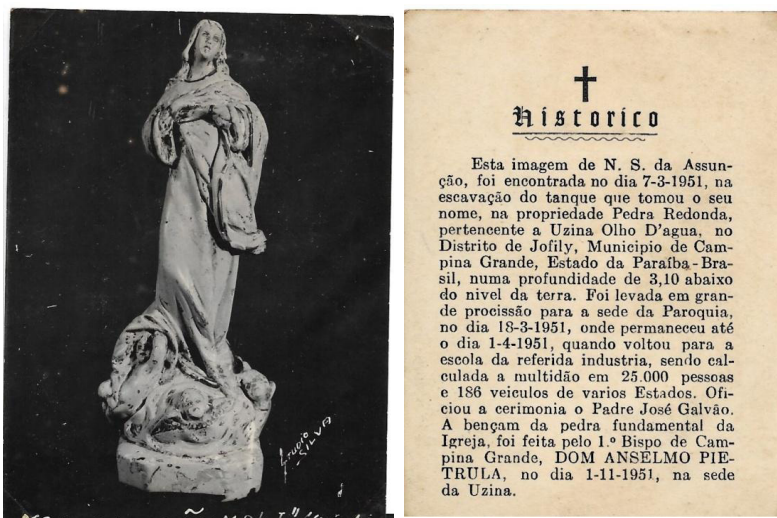 SILVA
Historico
Esta imagem de N. S. da Assun-
ção, foi encontrada no dia 7-3-1951, na
escavação do tanque que tomou o seu
nome, na propriedade Pedra Redonda,
pertencente a Uzina Olho D'agua, no
Distrito de Jofily, Municipio de Cam-
pina Grande, Estado da Paraíba-Bra-
sil, numa profundidade de 3,10 abaixo
do nivel da terra. Foi levada em gran-
de procissão para a sede da Paroquia,
no dia 18-3-1951, onde permaneceu até
o dia 1-4-1951, quando voltou para a
escola da referida industria, sendo cal-
culada a multidão em 25.000 pessoas
e 186 veiculos de varios Estados. Ofi-
ciou a cerimonia o Padre José Galvão.
A bençam da pedra fundamental da
Igreja, foi feita pelo 1.º Bispo de Cam-
pina Grande, DOM ANSELMO PIE-
TRULA, no dia 1-11-1951, na sede
da Uzina.